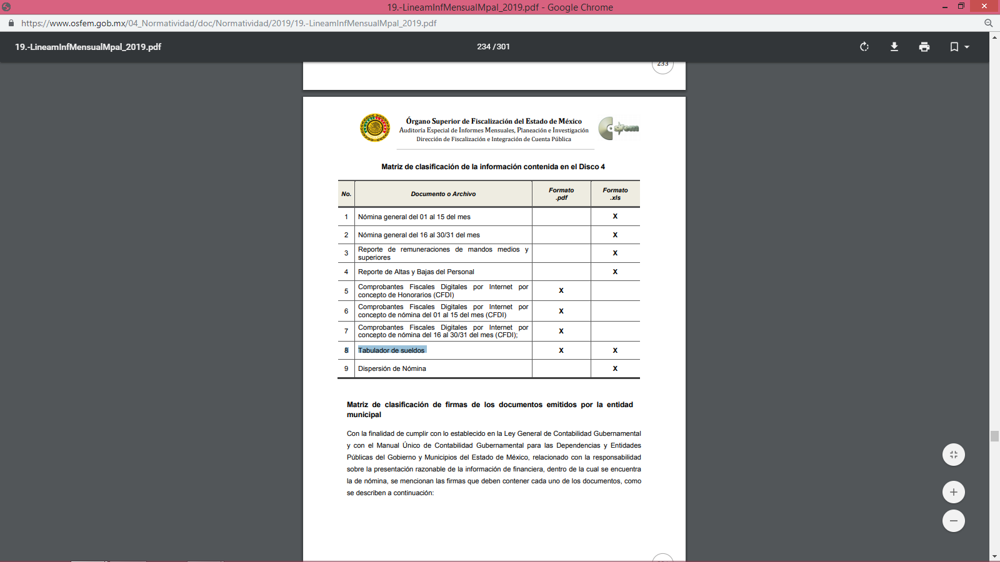 19.-LineamInfMensualMpal_2019.pdf - Google Chrome
https://www.osfem.gob.mx/04_Normatividad/doc/Normatividad/2019/19.-LineamInfMensualMpal_2019.pdf
19.-LineamInfMensualMpal_2019.pdf
234 / 301
233
Órgano Superior de Fiscalización del Estado de México
Auditoría Especial de Informes Mensuales, Planeación e Investigación
Dirección de Fiscalización e Integración de Cuenta Pública
osfem
Matriz de clasificación de la información contenida en el Disco 4
No. Documento o Archivo Formato .pdf Formato .xls
1 Nómina general del 01 al 15 del mes X
2 Nómina general del 16 al 30/31 del mes X
3 Reporte de remuneraciones de mandos medios y
superiores X
4 Reporte de Altas y Bajas del Personal X
5 Comprobantes Fiscales Digitales por Internet por
concepto de Honorarios (CFDI) X
6 Comprobantes Fiscales Digitales por Internet por
concepto de nómina del 01 al 15 del mes (CFDI) X
7 Comprobantes Fiscales Digitales por Internet por
concepto de nómina del 16 al 30/31 del mes (CFDI); X
8 Tabulador de sueldos X X
9 Dispersión de Nómina X
Matriz de clasificación de firmas de los documentos emitidos por la entidad
municipal
Con la finalidad de cumplir con lo establecido en la Ley General de Contabilidad Gubernamental
y con el Manual Único de Contabilidad Gubernamental para las Dependencias y Entidades
Públicas del Gobierno y Municipios del Estado de México, relacionado con la responsabilidad
sobre la presentación razonable de la información de financiera, dentro de la cual se encuentra
la de nómina, se mencionan las firmas que deben contener cada uno de los documentos, como
se describen a continuación: